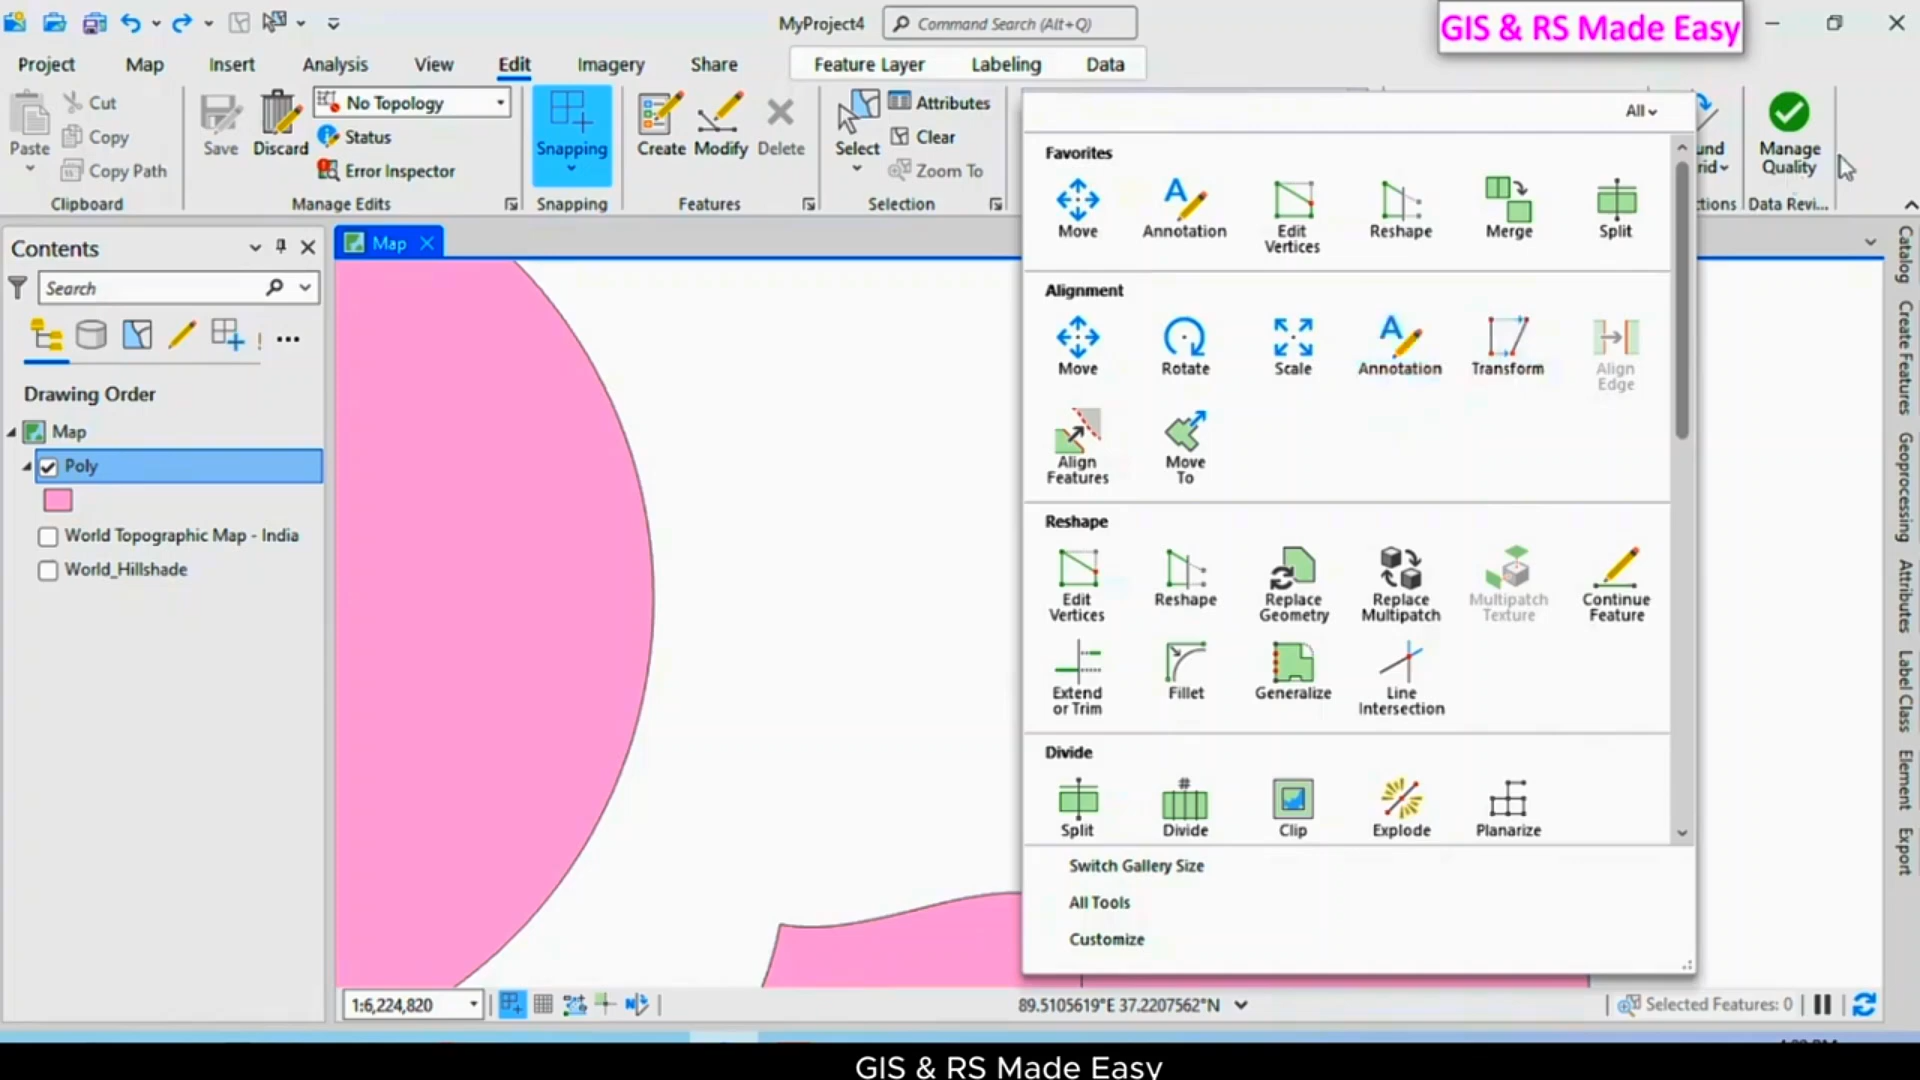 MyProject4
Command Search (Alt+Q)
GIS & RS Made Easy
Project
Map
Insert
Analysis
View
Edit
Imagery
Share
Feature Layer
Labeling
Data
Paste
Cut
Copy
Copy Path
Clipboard
Save
Discard
No Topology
Status
Error Inspector
Manage Edits
Snapping
Snapping
Create
Modify
Delete
Features
Select
Attributes
Clear
Zoom To
Selection
All
Manage
Quality
Data Revi...
Favorites
Move
Annotation
Edit
Vertices
Reshape
Merge
Split
Alignment
Move
Rotate
Scale
Annotation
Transform
Align
Edge
Align
Features
Move
To
Reshape
Edit
Vertices
Reshape
Replace
Geometry
Replace
Multipatch
Multipatch
Texture
Continue
Feature
Extend
or Trim
Fillet
Generalize
Line
Intersection
Divide
Split
#
Divide
Clip
Explode
Planarize
Switch Gallery Size
All Tools
Customize
Contents
Search
Drawing Order
Map
Poly
World Topographic Map - India
World_Hillshade
Map
Catalog
Create Features
Geoprocessing
Attributes
Label Class
Element
Export
1:6,224,820
89.5105619°E 37.2207562°N
Selected Features: 0
GIS & RS Made Easy